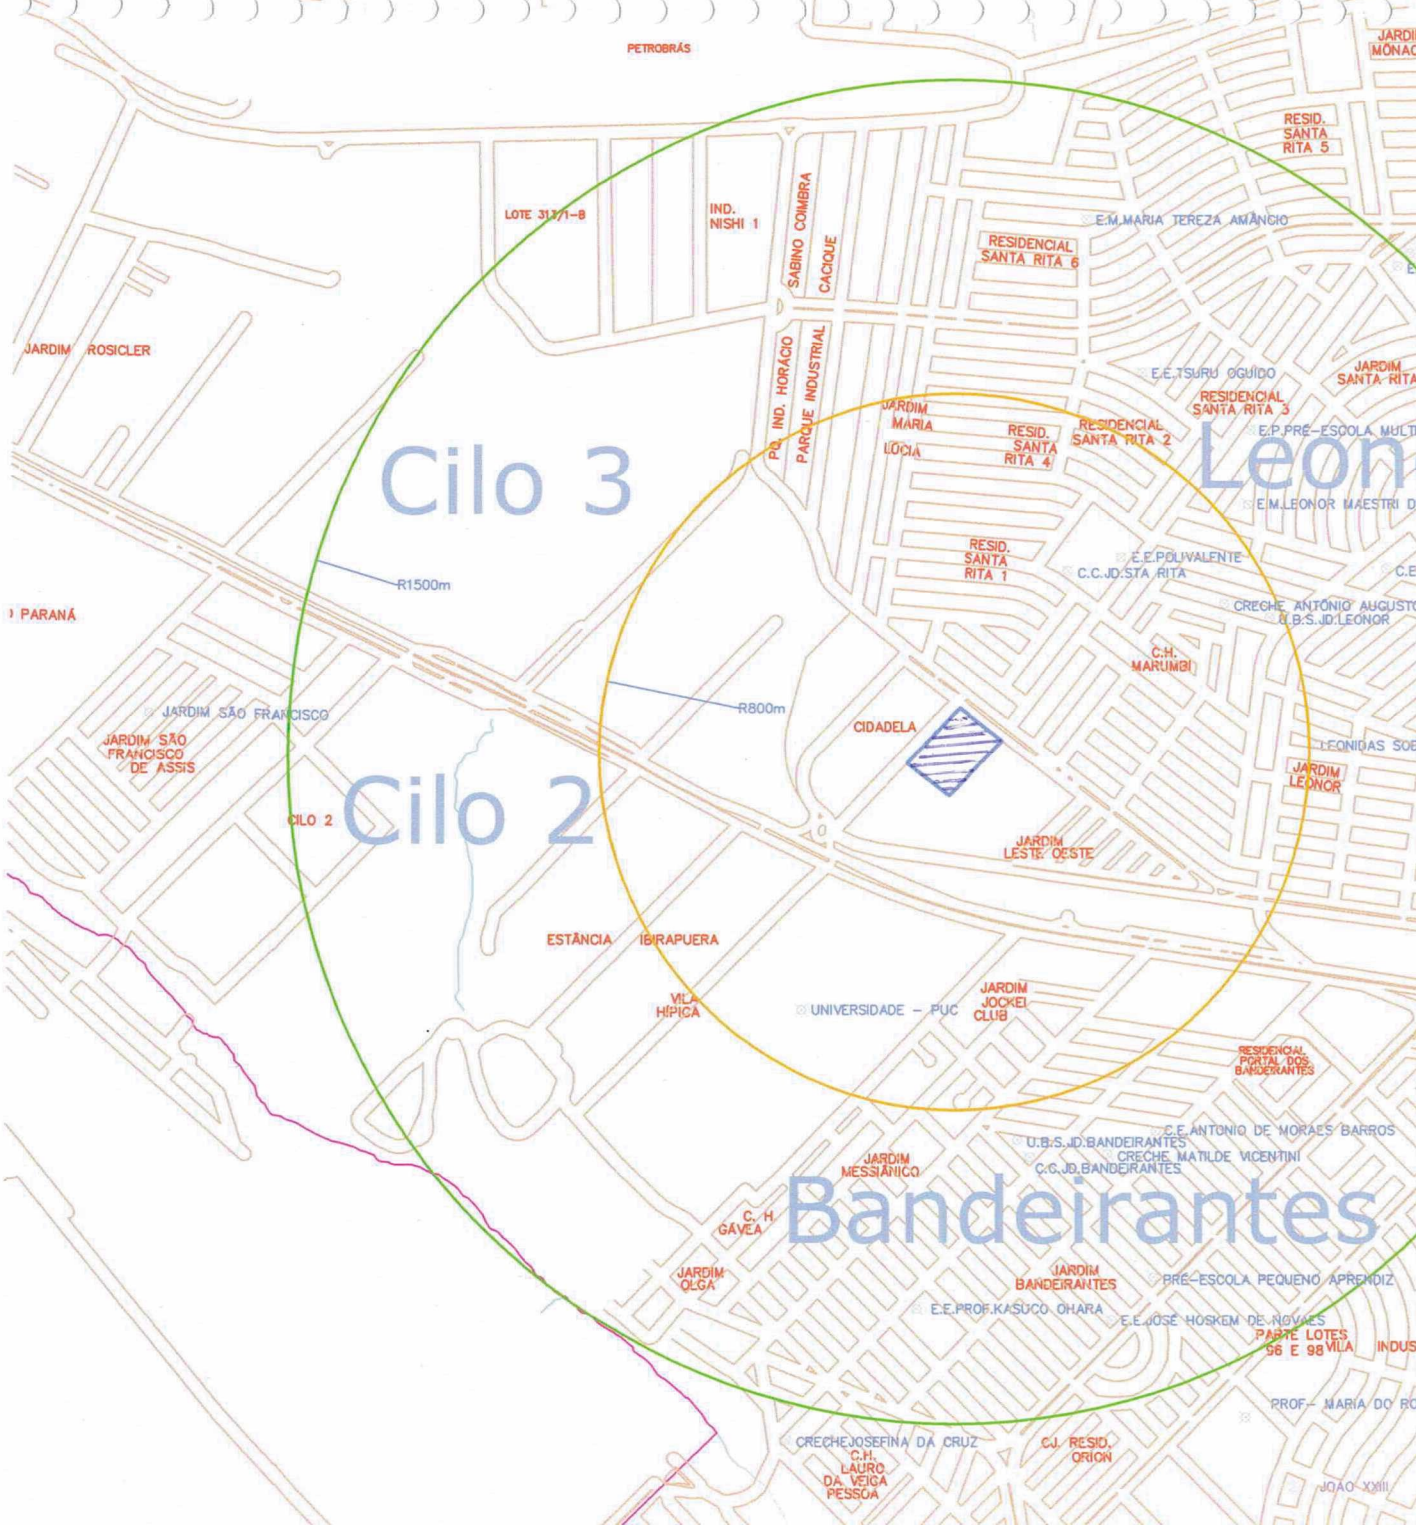 PETROBRÁS
JARDI
MÔNAC
RESID.
SANTA
RITA 5
LOTE 317/1-B
IND.
NISHI 1
SABINO COIMBRA
CACIQUE
E.M.MARIA TEREZA AMÂNCIO
RESIDENCIAL
SANTA RITA 6
E
JARDIM ROSICLER
PQ. IND. HORÁCIO
PARQUE INDUSTRIAL
E.E.TSURU OGUIDO
JARDIM
SANTA RITA
RESIDENCIAL
SANTA RITA 3
JARDIM
MARIA
LÚCIA
RESID.
SANTA
RITA 4
RESIDENCIAL
SANTA RITA 2
E.P.PRÉ-ESCOLA MULTI
Cilo 3
Leon
E.M.LEONOR MAESTRI D
RESID.
SANTA
RITA 1
E.E.POLIVALENTE
C.C.JD.STA RITA
C.E
R1500m
PARANÁ
CRECHE ANTÔNIO AUGUSTO
U.B.S.JD.LEONOR
C.H.
MARUMBI
R800m
JARDIM SÃO FRANCISCO
CIDADELA
JARDIM SÃO
FRANCISCO
DE ASSIS
LEONIDAS SOB
JARDIM
LEONOR
Cilo 2
CILO 2
JARDIM
LESTE OESTE
ESTÂNCIA IBIRAPUERA
VILA
HÍPICA
UNIVERSIDADE - PUC
JARDIM
JOCKEI
CLUB
RESIDENCIAL
PORTAL DOS
BANDEIRANTES
C.E.ANTONIO DE MORAES BARROS
U.B.S.JD.BANDEIRANTES
CRECHE MATILDE VICENTINI
C.C.JD.BANDEIRANTES
JARDIM
MESSIÂNICO
Bandeirantes
C. H
GÁVEA
JARDIM
OLGA
JARDIM
BANDEIRANTES
PRÉ-ESCOLA PEQUENO APRENDIZ
E.E.PROF.KASUCO OHARA
E.E.JOSÉ HOSKEM DE NOVAES
PARTE LOTES
96 E 98
VILA INDUS
PROF- MARIA DO RO
CRECHEJOSEFINA DA CRUZ
C.H.
LAURO
DA VEIGA
PESSOA
CJ. RESID.
ORION
JOÃO XXIII